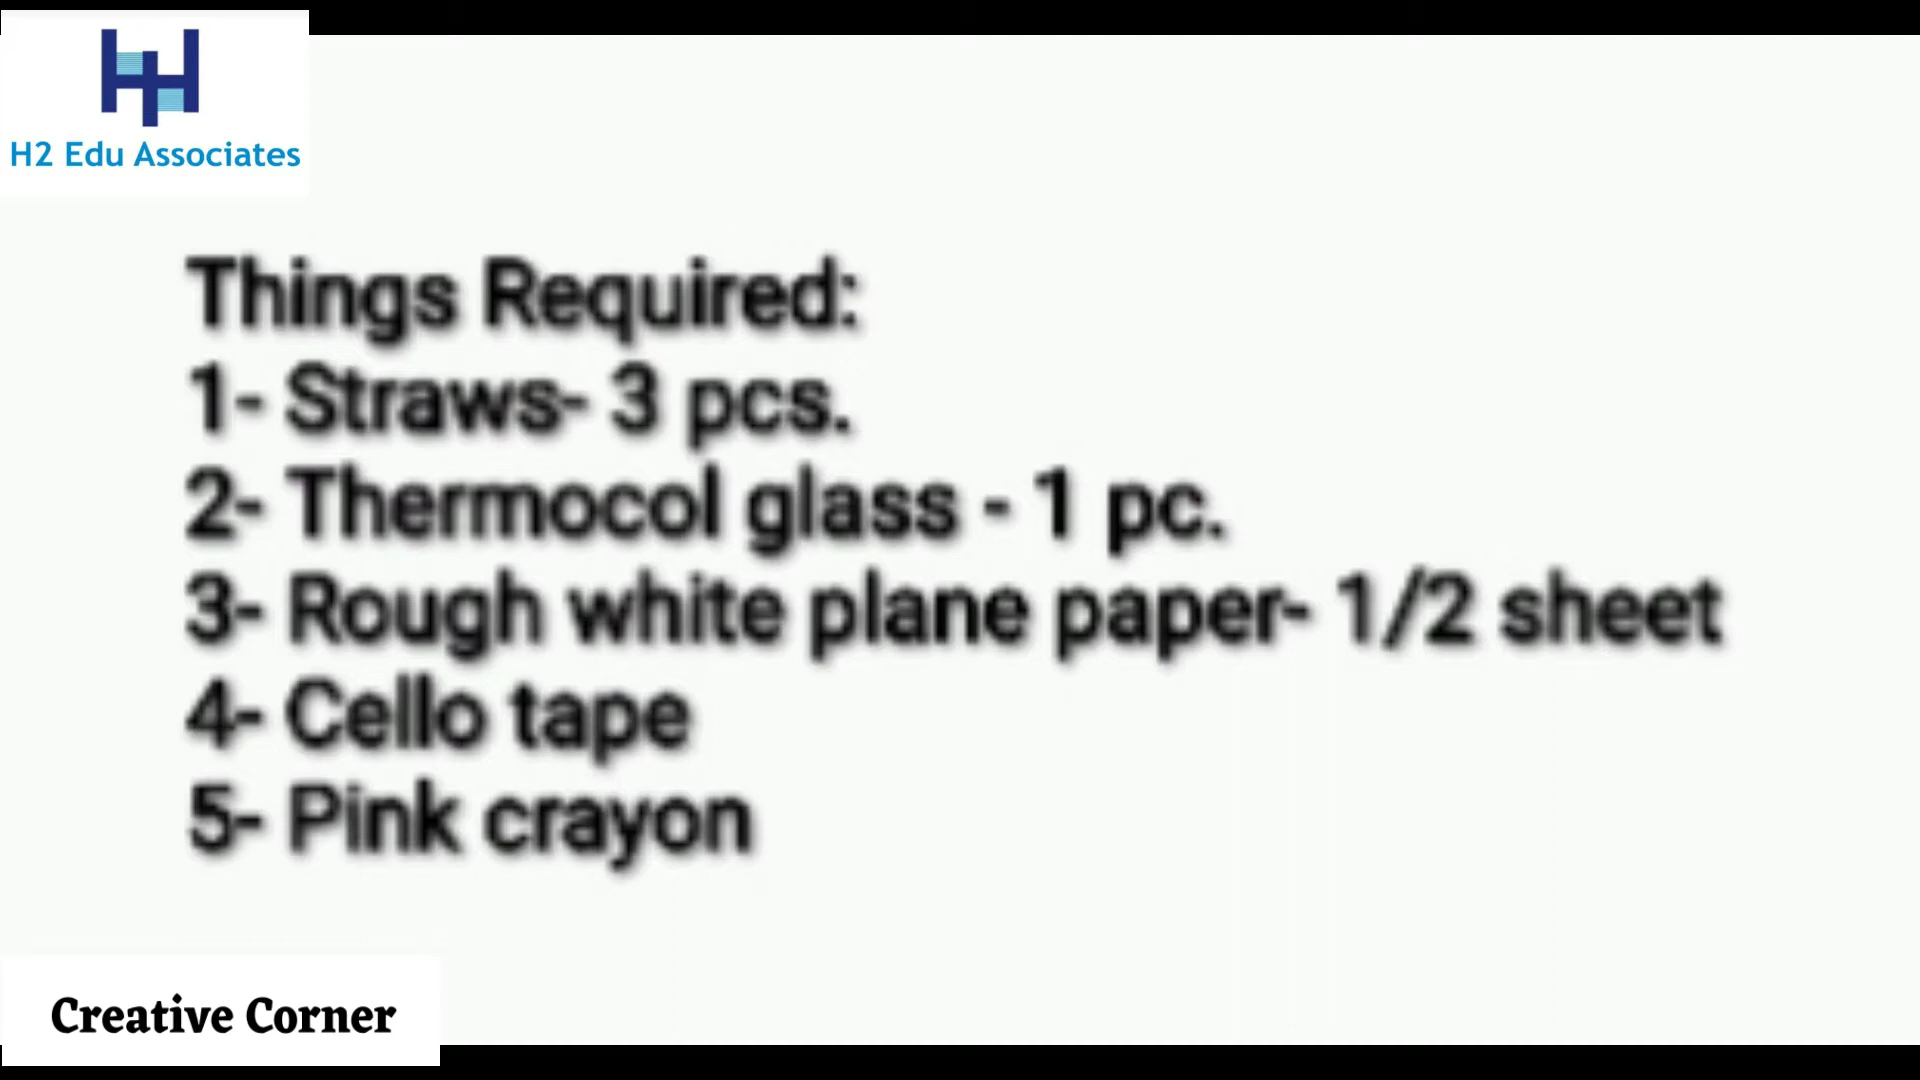 H2 Edu Associates
Things Required:
1- Straws- 3 pcs.
2- Thermocol glass - 1 pc.
3- Rough white plane paper- 1/2 sheet
4- Cello tape
5- Pink crayon
Creative Corner